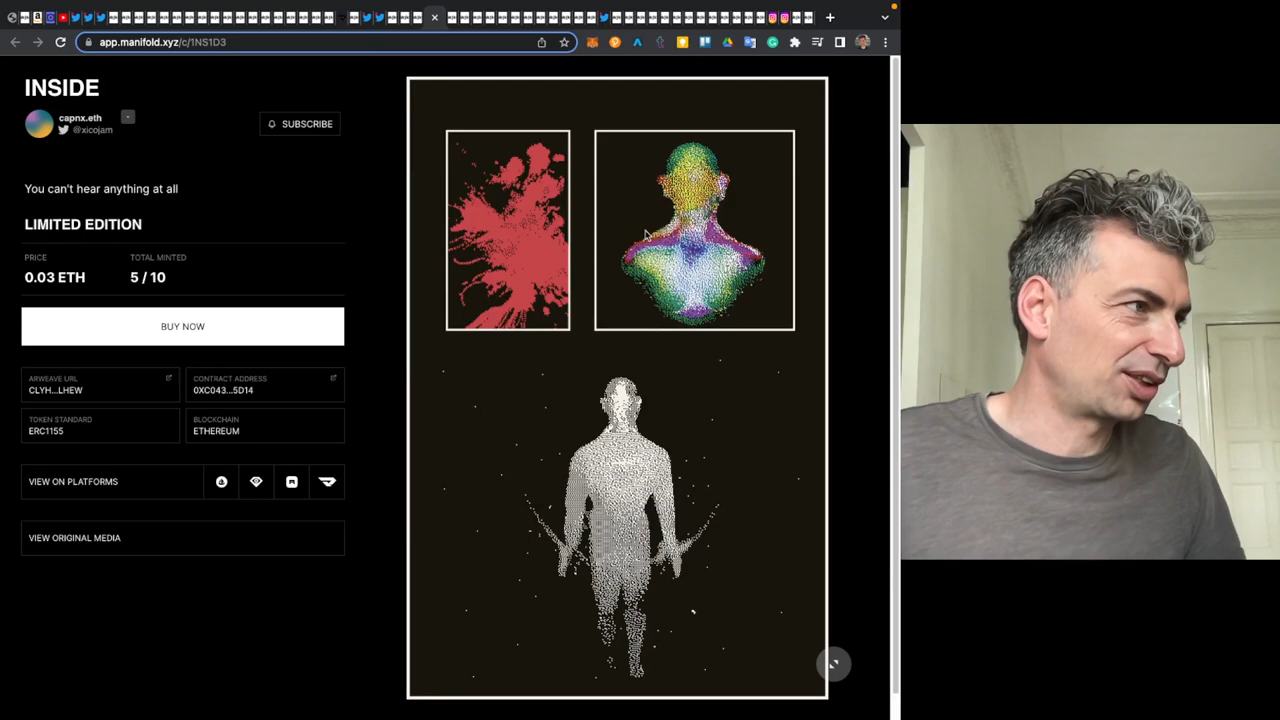 app.manifold.xyz/c/1NS1D3
INSIDE
capnx.eth
@xicojam
SUBSCRIBE
You can't hear anything at all
LIMITED EDITION
PRICE
TOTAL MINTED
0.03 ETH
5 / 10
BUY NOW
ARWEAVE URL
CLYH...LHEW
CONTRACT ADDRESS
0XC043...5D14
TOKEN STANDARD
ERC1155
BLOCKCHAIN
ETHEREUM
VIEW ON PLATFORMS
VIEW ORIGINAL MEDIA